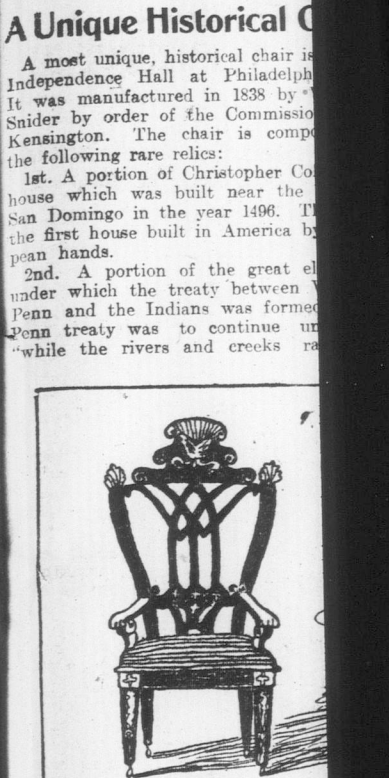 A Unique Historical C
A most unique, historical chair is
Independence Hall at Philadelph
It was manufactured in 1838 by
Snider by order of the Commissio
Kensington. The chair is compo
the following rare relics:
1st. A portion of Christopher Co
house which was built near the
San Domingo in the year 1496. Th
the first house built in America by
pean hands.
2nd. A portion of the great el
under which the treaty between
Penn and the Indians was formed
Penn treaty was to continue un
"while the rivers and creeks ra